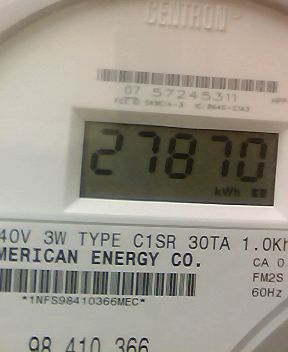 CENTRON®
07 57245311
27870
kWh
40V 3W TYPE C1SR 30TA 1.0Kh
MERICAN ENERGY CO.
CA 0.
FM2S
*1NFS98410366MEC*
60Hz
98 410 366